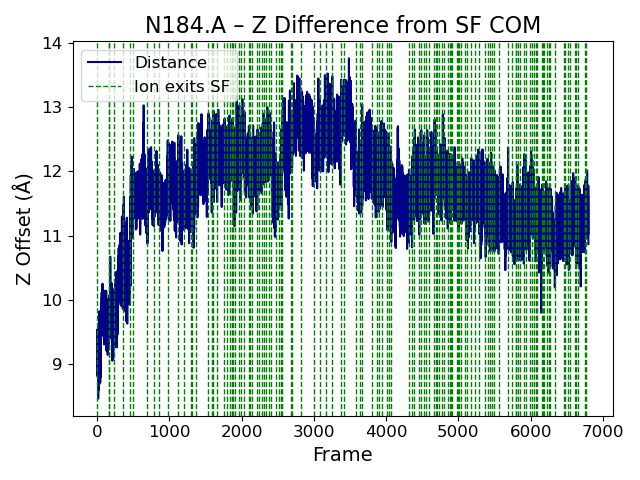 N184.A – Z Difference from SF COM
Distance
Ion exits SF
14
13
12
11
10
9
Z Offset (Å)
0 1000 2000 3000 4000 5000 6000 7000
Frame